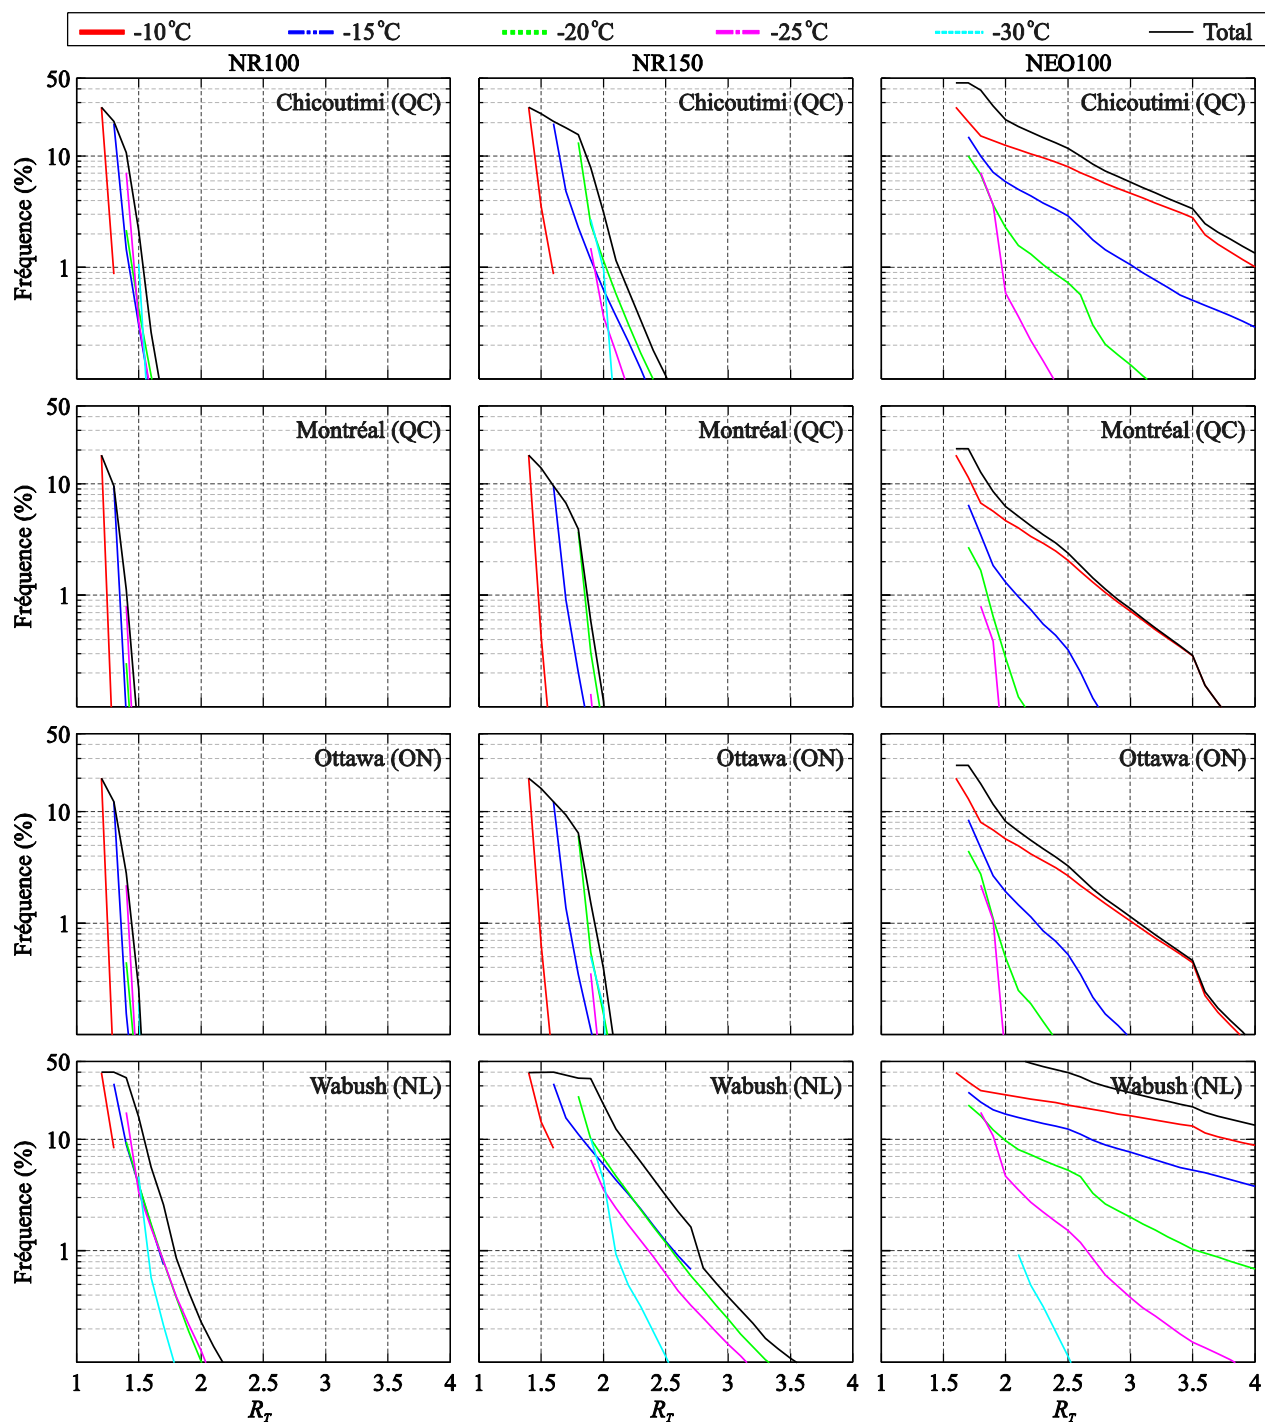 -10°C -15°C -20°C -25°C -30°C Total
NR100 NR150 NEO100
50 Chicoutimi (QC) Chicoutimi (QC) Chicoutimi (QC)
10
Fréquence (%)
1
50 Montréal (QC) Montréal (QC) Montréal (QC)
10
Fréquence (%)
1
50 Ottawa (ON) Ottawa (ON) Ottawa (ON)
10
Fréquence (%)
1
50 Wabush (NL) Wabush (NL) Wabush (NL)
10
Fréquence (%)
1
1 1.5 2 2.5 3 3.5 4 1 1.5 2 2.5 3 3.5 4 1 1.5 2 2.5 3 3.5 4
R_T R_T R_T